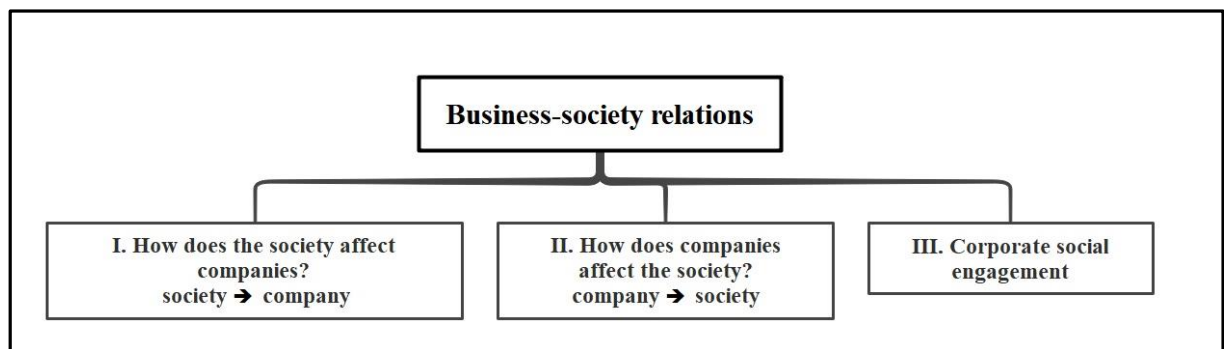 Business-society relations
I. How does the society affect
companies?
society ➔ company
II. How does companies
affect the society?
company ➔ society
III. Corporate social
engagement